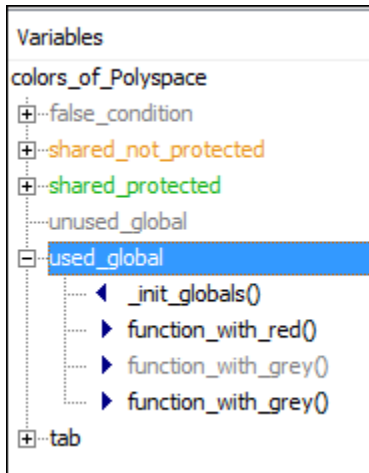 Variables
colors_of_Polyspace
false_condition
shared_not_protected
shared_protected
unused_global
used_global
_init_globals()
function_with_red()
function_with_grey()
function_with_grey()
tab